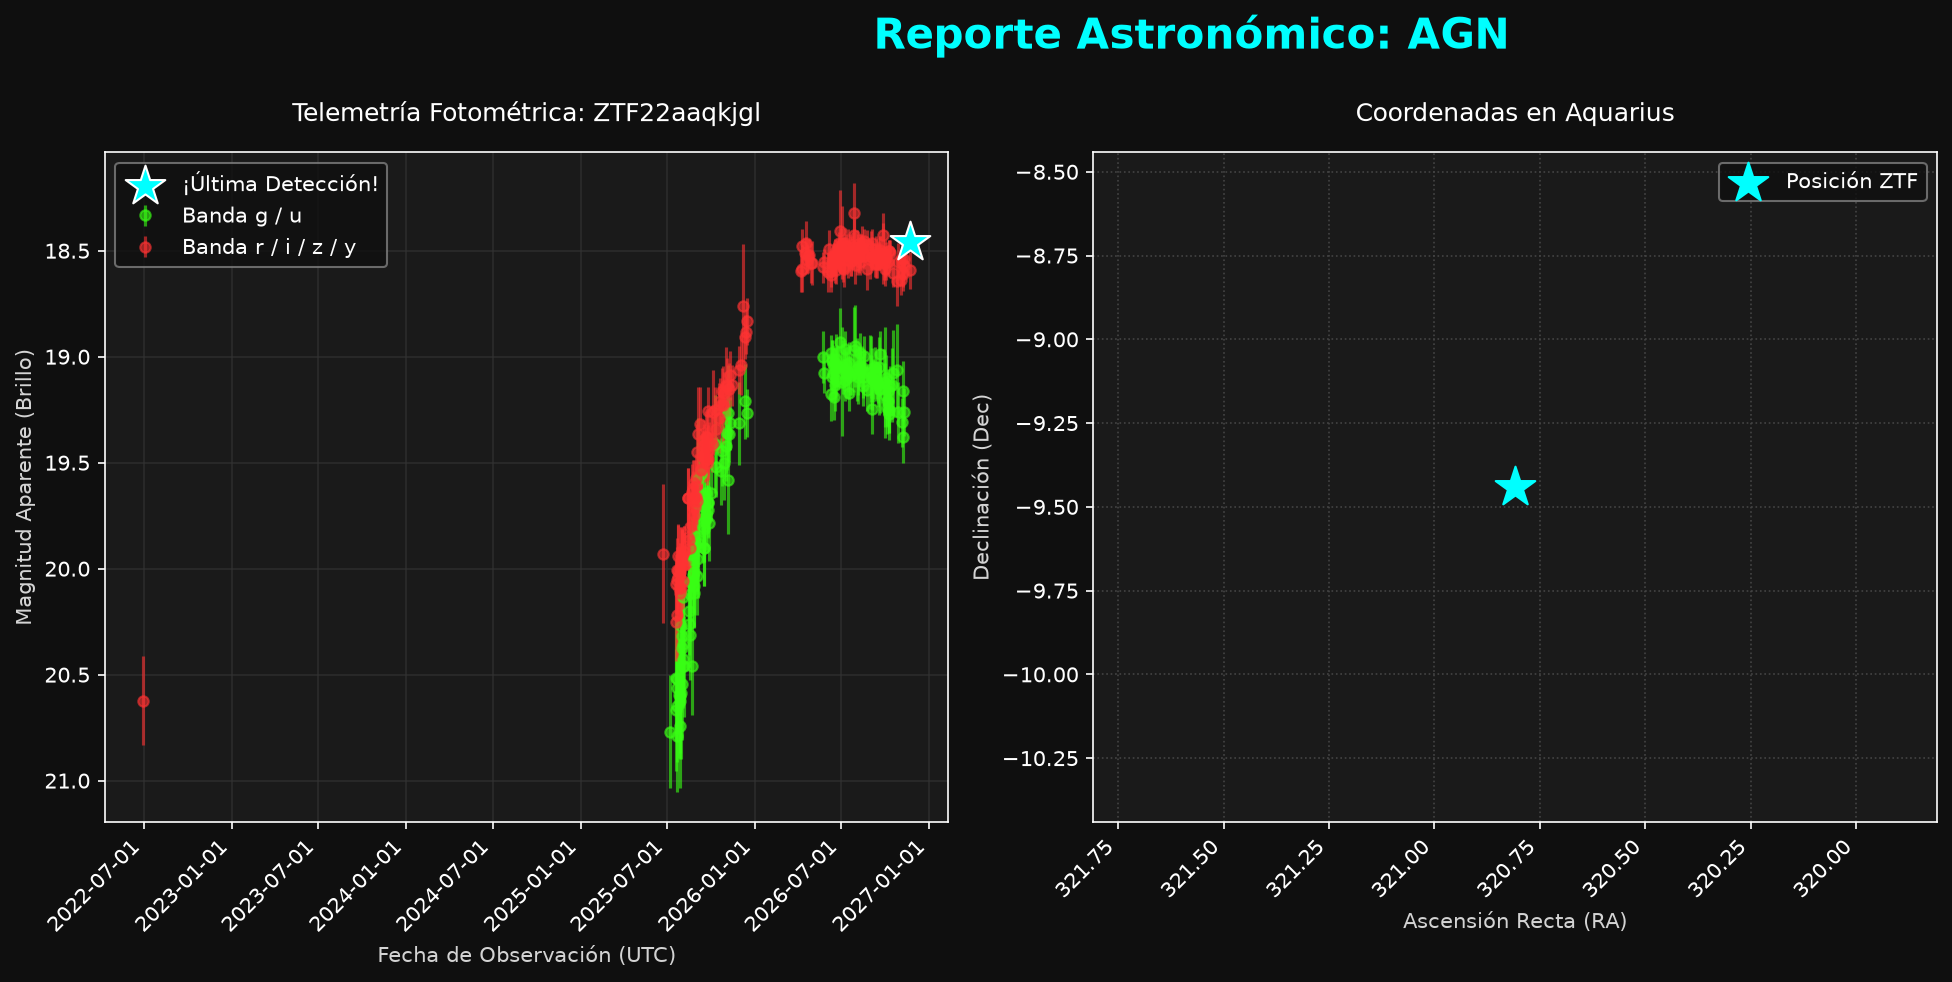 Reporte Astronómico: AGN
Telemetría Fotométrica: ZTF22aaqkjgl
¡Última Detección!
Banda g / u
Banda r / i / z / y
Magnitud Aparente (Brillo)
18.5
19.0
19.5
20.0
20.5
21.0
2022-07-01
2023-01-01
2023-07-01
2024-01-01
2024-07-01
2025-01-01
2025-07-01
2026-01-01
2026-07-01
2027-01-01
Fecha de Observación (UTC)
Coordenadas en Aquarius
Posición ZTF
Declinación (Dec)
−8.50
−8.75
−9.00
−9.25
−9.50
−9.75
−10.00
−10.25
321.75
321.50
321.25
321.00
320.75
320.50
320.25
320.00
Ascensión Recta (RA)